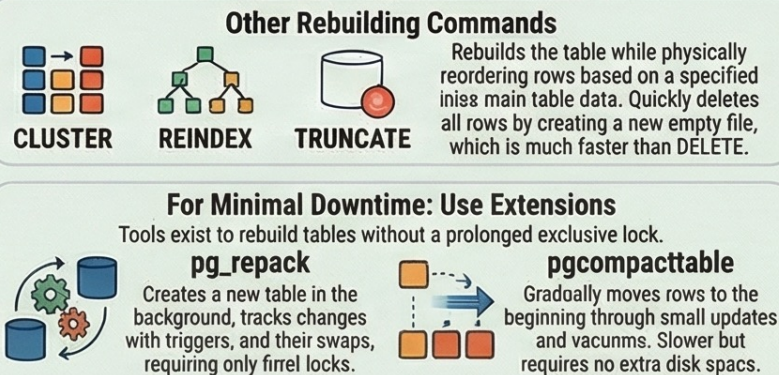 Other Rebuilding Commands
CLUSTER
REINDEX
TRUNCATE
Rebuilds the table while physically
reordering rows based on a specified
main table data. Quickly deletes
all rows by creating a new empty file,
which is much faster than DELETE.
For Minimal Downtime: Use Extensions
Tools exist to rebuild tables without a prolonged exclusive lock.
pg_repack
Creates a new table in the
background, tracks changes
with triggers, and their swaps,
requiring only firrel locks.
pgcompacttable
Gradually moves rows to the
beginning through small updates
and vacunms. Slower but
requires no extra disk spacs.